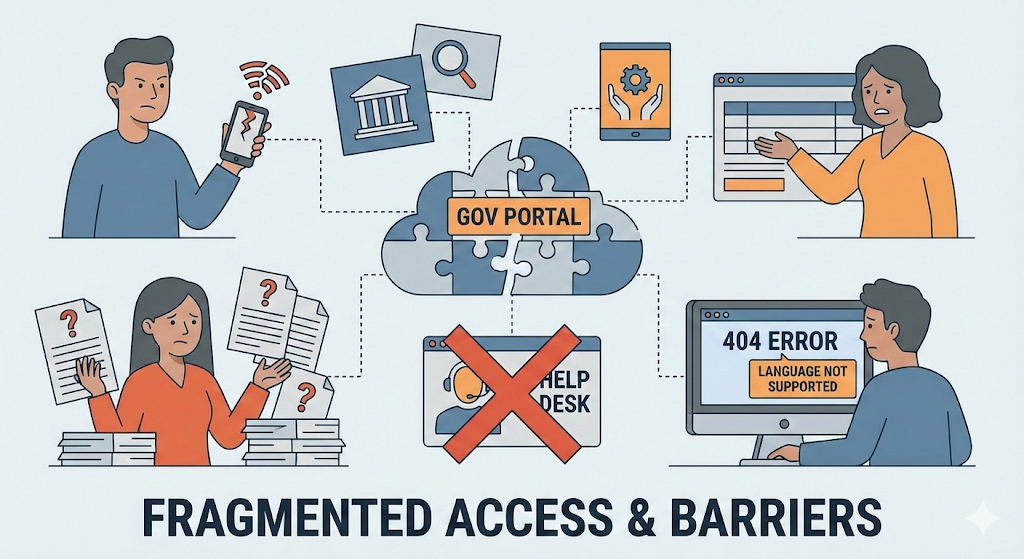 GOV PORTAL
?
?
?
HELP
DESK
404 ERROR
LANGUAGE NOT
SUPPORTED
FRAGMENTED ACCESS & BARRIERS